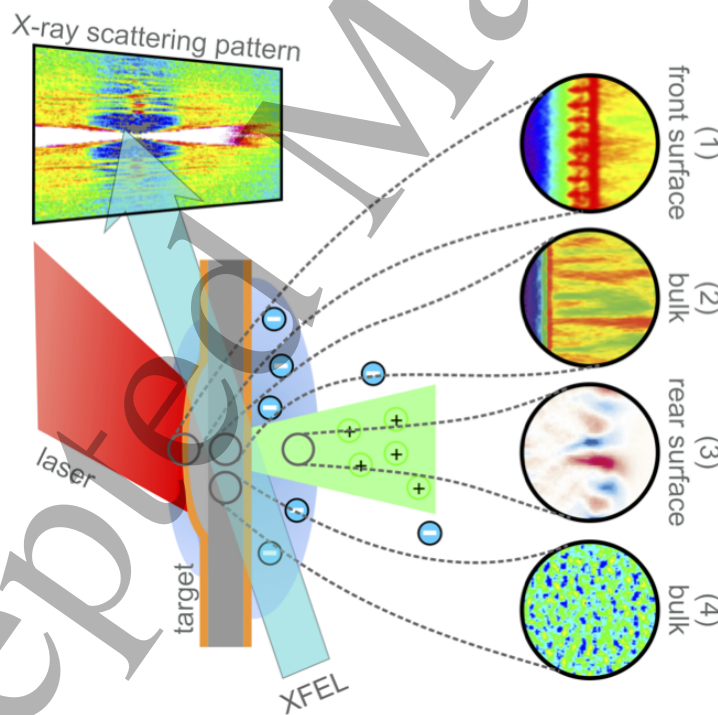 X-ray scattering pattern
(1)
front surface
(2)
bulk
(3)
rear surface
(4)
bulk
laser
target
XFEL